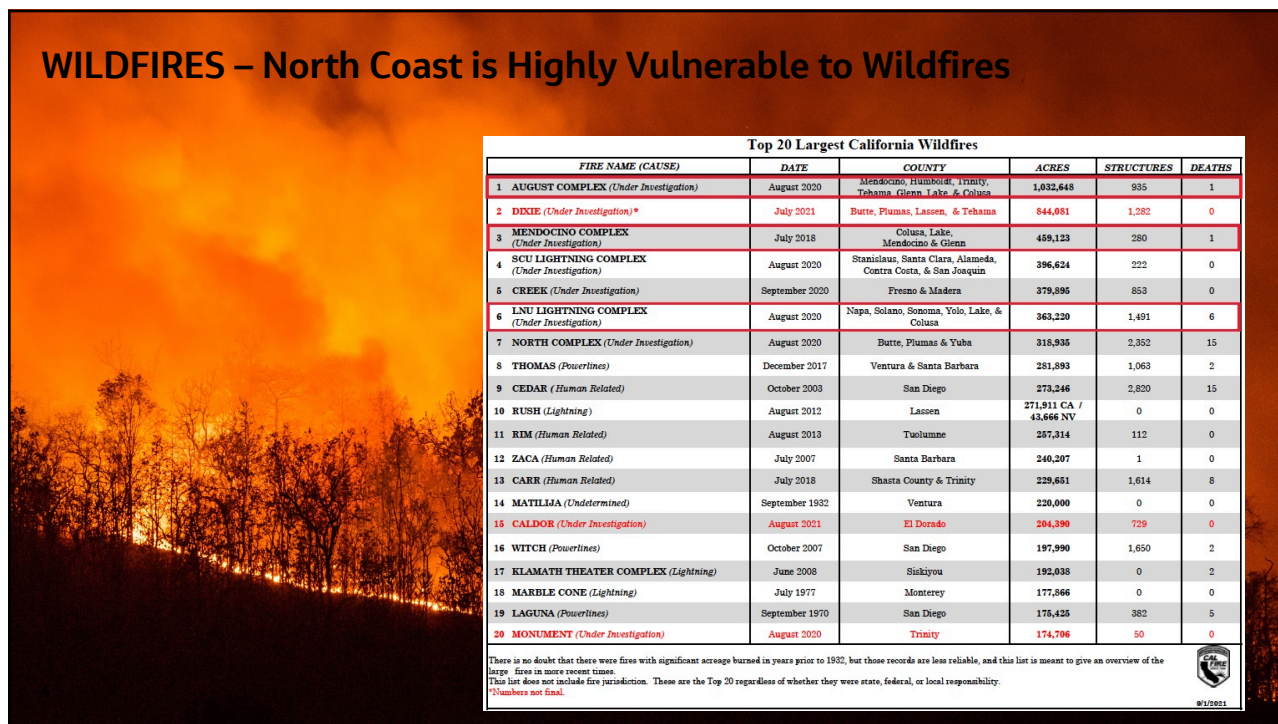 WILDFIRES – North Coast is Highly Vulnerable to Wildfires
Top 20 Largest California Wildfires
FIRE NAME (CAUSE) DATE COUNTY ACRES STRUCTURES DEATHS
1 AUGUST COMPLEX (Under Investigation) August 2020 Mendocino, Humboldt, Trinity, Tehama, Glenn, Lake, & Colusa 1,032,648 935 1
2 DIXIE (Under Investigation)* July 2021 Butte, Plumas, Lassen, & Tehama 844,081 1,282 0
3 MENDOCINO COMPLEX (Under Investigation) July 2018 Colusa, Lake, Mendocino & Glenn 459,123 280 1
4 SCU LIGHTNING COMPLEX (Under Investigation) August 2020 Stanislaus, Santa Clara, Alameda, Contra Costa, & San Joaquin 396,624 222 0
5 CREEK (Under Investigation) September 2020 Fresno & Madera 379,895 853 0
6 LNU LIGHTNING COMPLEX (Under Investigation) August 2020 Napa, Solano, Sonoma, Yolo, Lake, & Colusa 363,220 1,491 6
7 NORTH COMPLEX (Under Investigation) August 2020 Butte, Plumas & Yuba 318,935 2,352 15
8 THOMAS (Powerlines) December 2017 Ventura & Santa Barbara 281,893 1,063 2
9 CEDAR ( Human Related) October 2003 San Diego 273,246 2,820 15
10 RUSH (Lightning) August 2012 Lassen 271,911 CA / 43,666 NV 0 0
11 RIM (Human Related) August 2013 Tuolumne 257,314 112 0
12 ZACA (Human Related) July 2007 Santa Barbara 240,207 1 0
13 CARR (Human Related) July 2018 Shasta County & Trinity 229,651 1,614 8
14 MATILIJA (Undetermined) September 1932 Ventura 220,000 0 0
15 CALDOR (Under Investigation) August 2021 El Dorado 204,390 729 0
16 WITCH (Powerlines) October 2007 San Diego 197,990 1,650 2
17 KLAMATH THEATER COMPLEX (Lightning) June 2008 Siskiyou 192,038 0 2
18 MARBLE CONE (Lightning) July 1977 Monterey 177,866 0 0
19 LAGUNA (Powerlines) September 1970 San Diego 175,425 382 5
20 MONUMENT (Under Investigation) August 2020 Trinity 174,706 50 0
There is no doubt that there were fires with significant acreage burned in years prior to 1932, but those records are less reliable, and this list is meant to give an overview of the
large fires in more recent times.
This list does not include fire jurisdiction. These are the Top 20 regardless of whether they were state, federal, or local responsibility.
*Numbers not final.
CAL
FIRE
9/1/2021